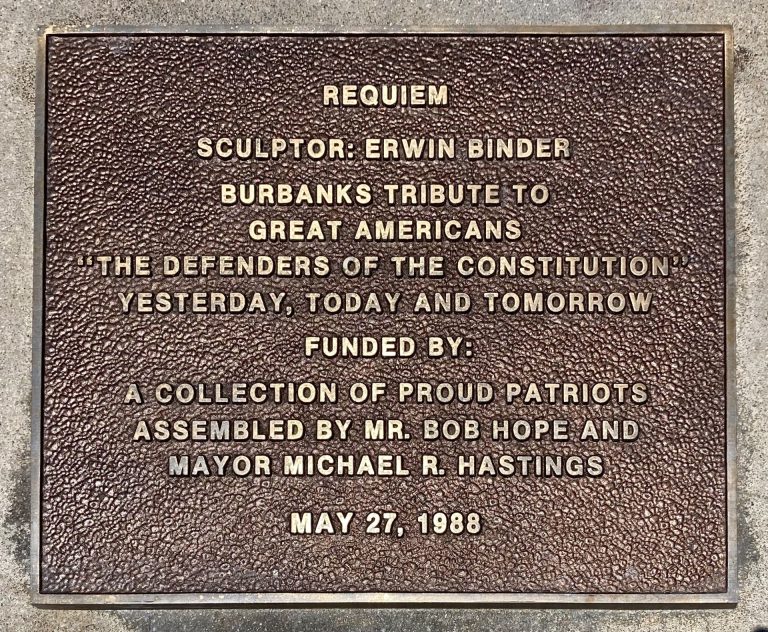 REQUIEM
SCULPTOR: ERWIN BINDER
BURBANKS TRIBUTE TO
GREAT AMERICANS
"THE DEFENDERS OF THE CONSTITUTION"
YESTERDAY, TODAY AND TOMORROW
FUNDED BY:
A COLLECTION OF PROUD PATRIOTS
ASSEMBLED BY MR. BOB HOPE AND
MAYOR MICHAEL R. HASTINGS
MAY 27, 1988